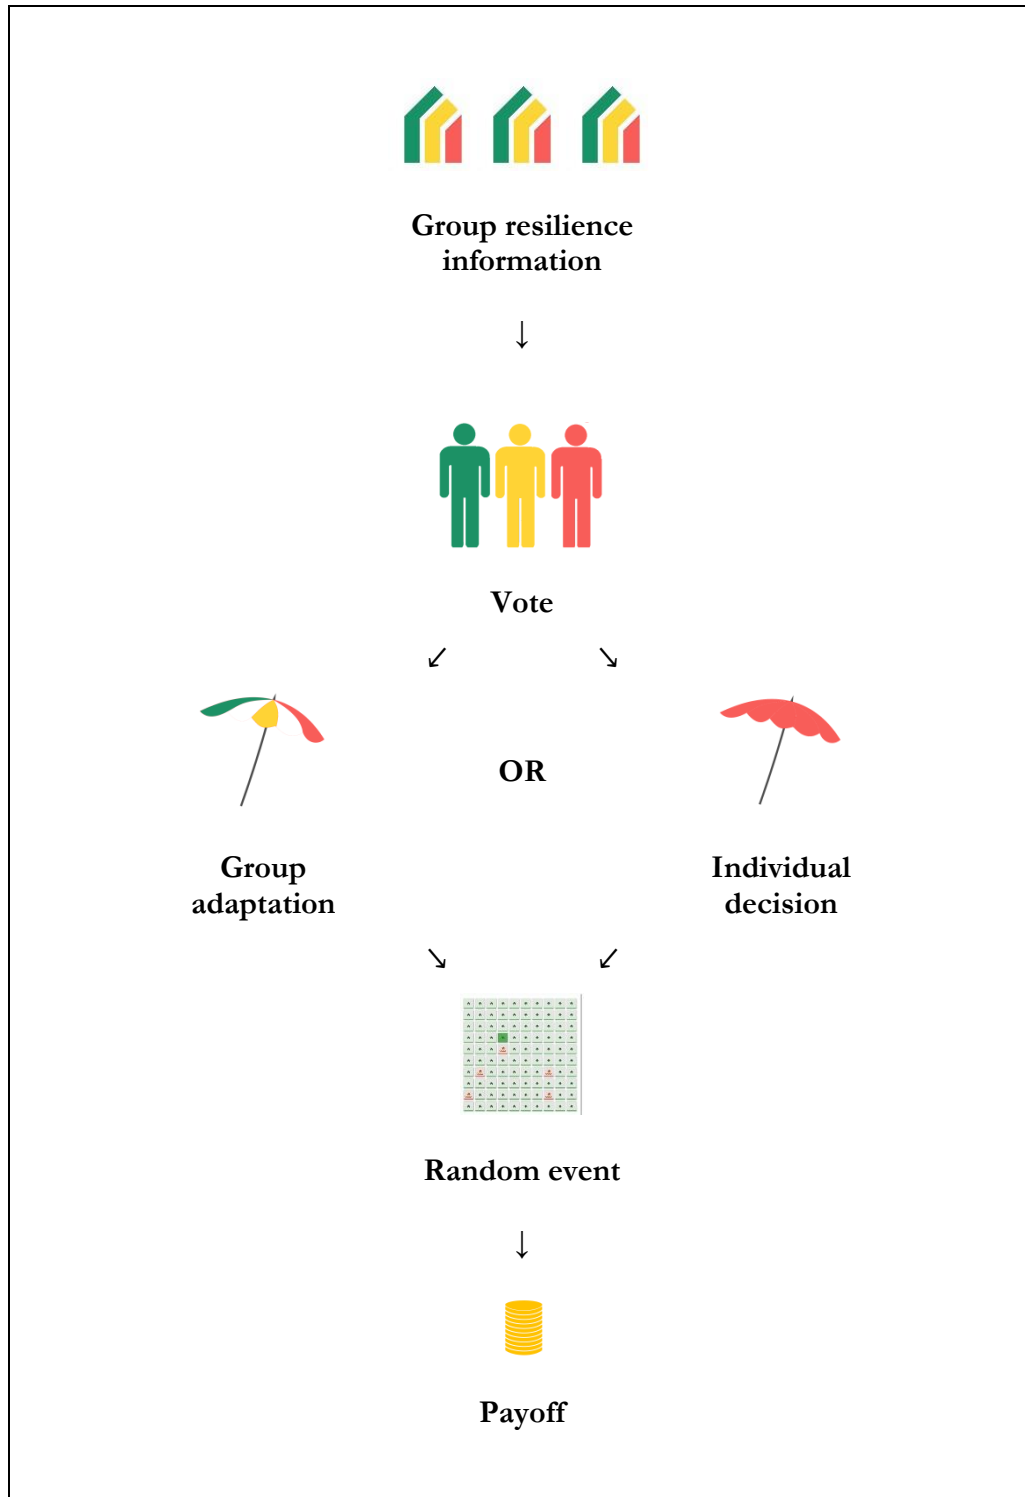 Group resilience
information
↓
Vote
↙ ↘
OR
Group
adaptation
Individual
decision
↘ ↙
Random event
↓
Payoff